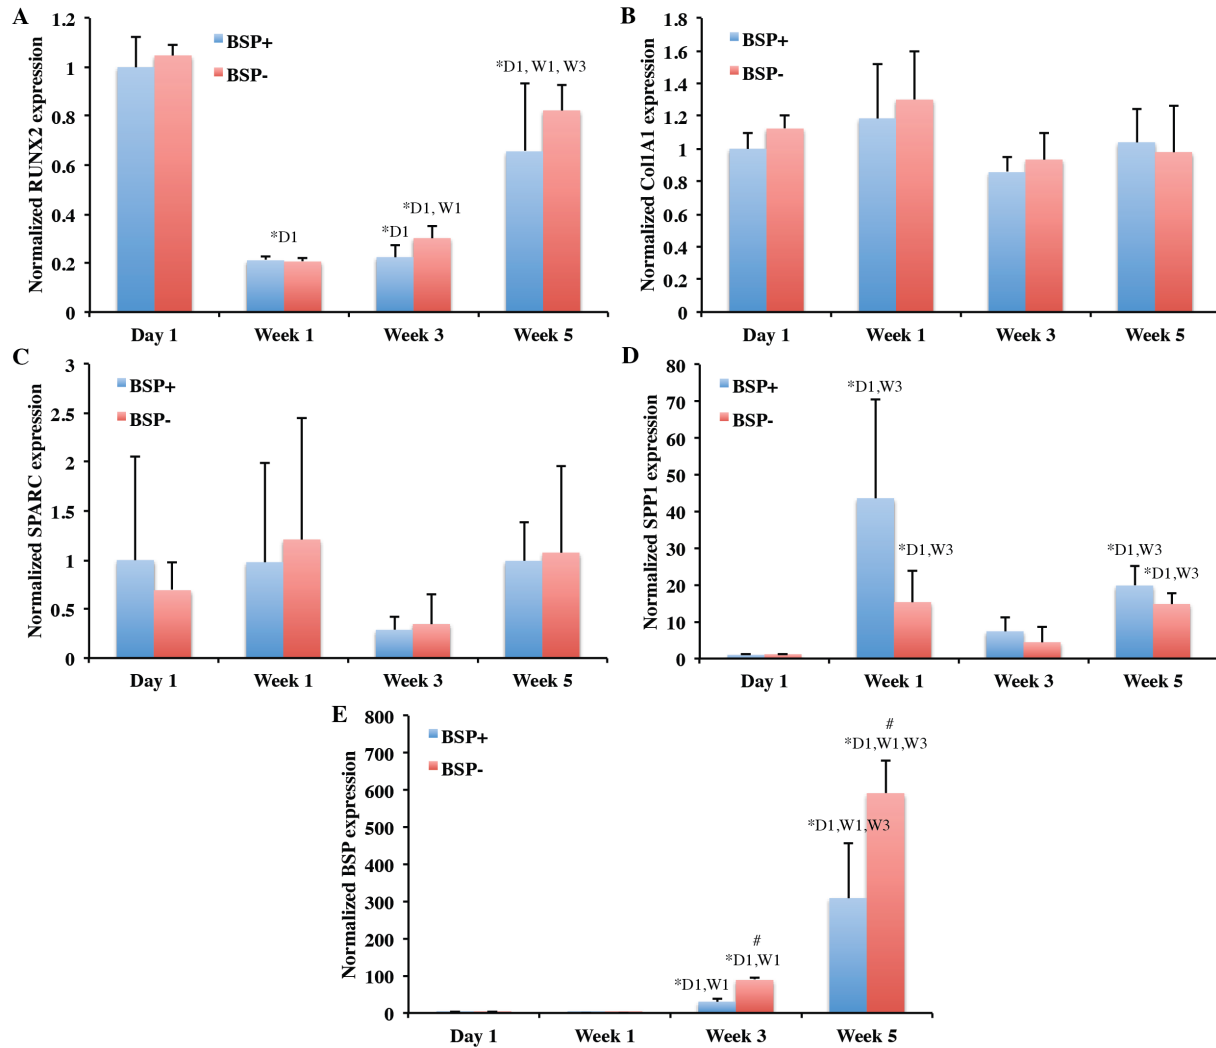 A
Normalized RUNX2 expression
1.2
1
0.8
0.6
0.4
0.2
0
BSP+
BSP-
*D1
*D1
*D1, W1
*D1, W1, W3
Day 1 Week 1 Week 3 Week 5
B
Normalized Col1A1 expression
1.8
1.6
1.4
1.2
1
0.8
0.6
0.4
0.2
0
BSP+
BSP-
Day 1 Week 1 Week 3 Week 5
C
Normalized SPARC expression
3
2.5
2
1.5
1
0.5
0
BSP+
BSP-
Day 1 Week 1 Week 3 Week 5
D
Normalized SPP1 expression
80
70
60
50
40
30
20
10
0
BSP+
BSP-
*D1,W3
*D1,W3
*D1,W3
*D1,W3
Day 1 Week 1 Week 3 Week 5
E
Normalized BSP expression
800
700
600
500
400
300
200
100
0
BSP+
BSP-
*D1,W1
#
*D1,W1
*D1,W1,W3
#
*D1,W1,W3
Day 1 Week 1 Week 3 Week 5